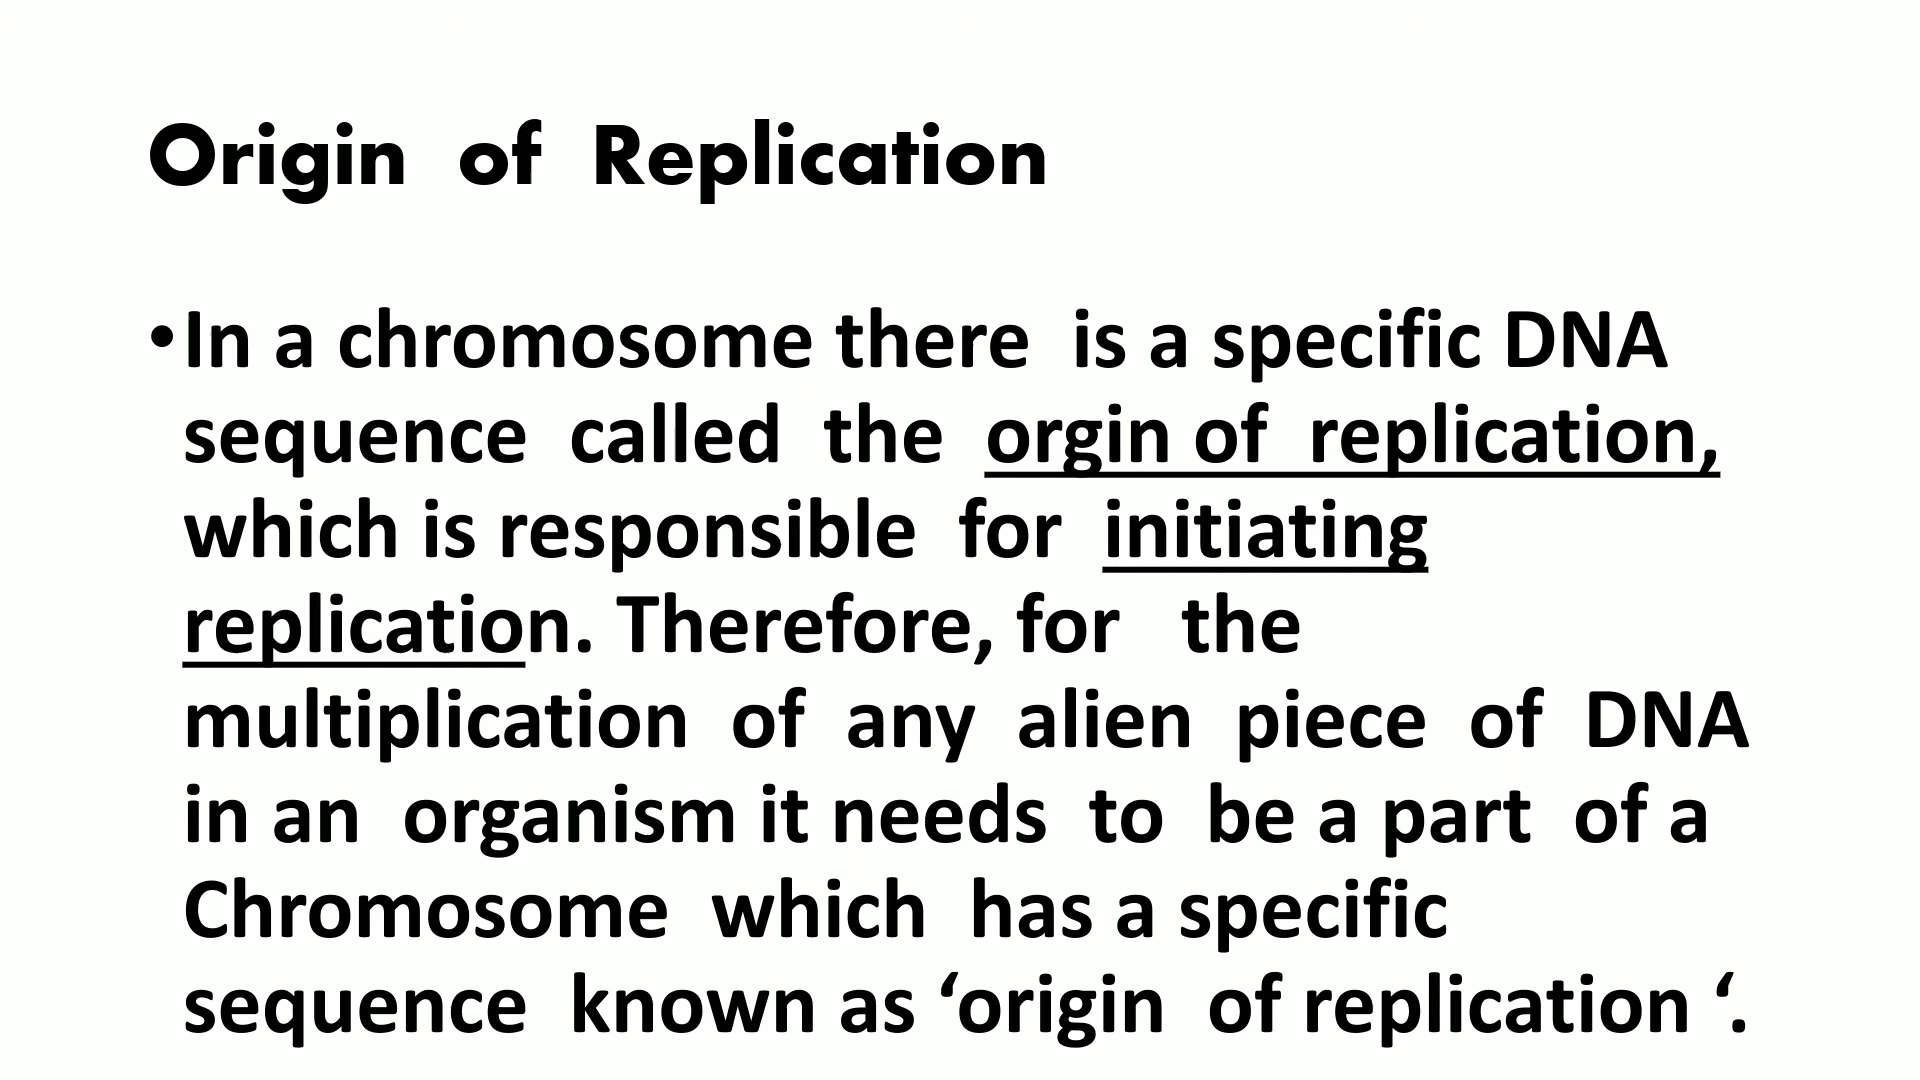 Origin of Replication
•In a chromosome there is a specific DNA
sequence called the orgin of replication,
which is responsible for initiating
replication. Therefore, for the
multiplication of any alien piece of DNA
in an organism it needs to be a part of a
Chromosome which has a specific
sequence known as ‘origin of replication ‘.